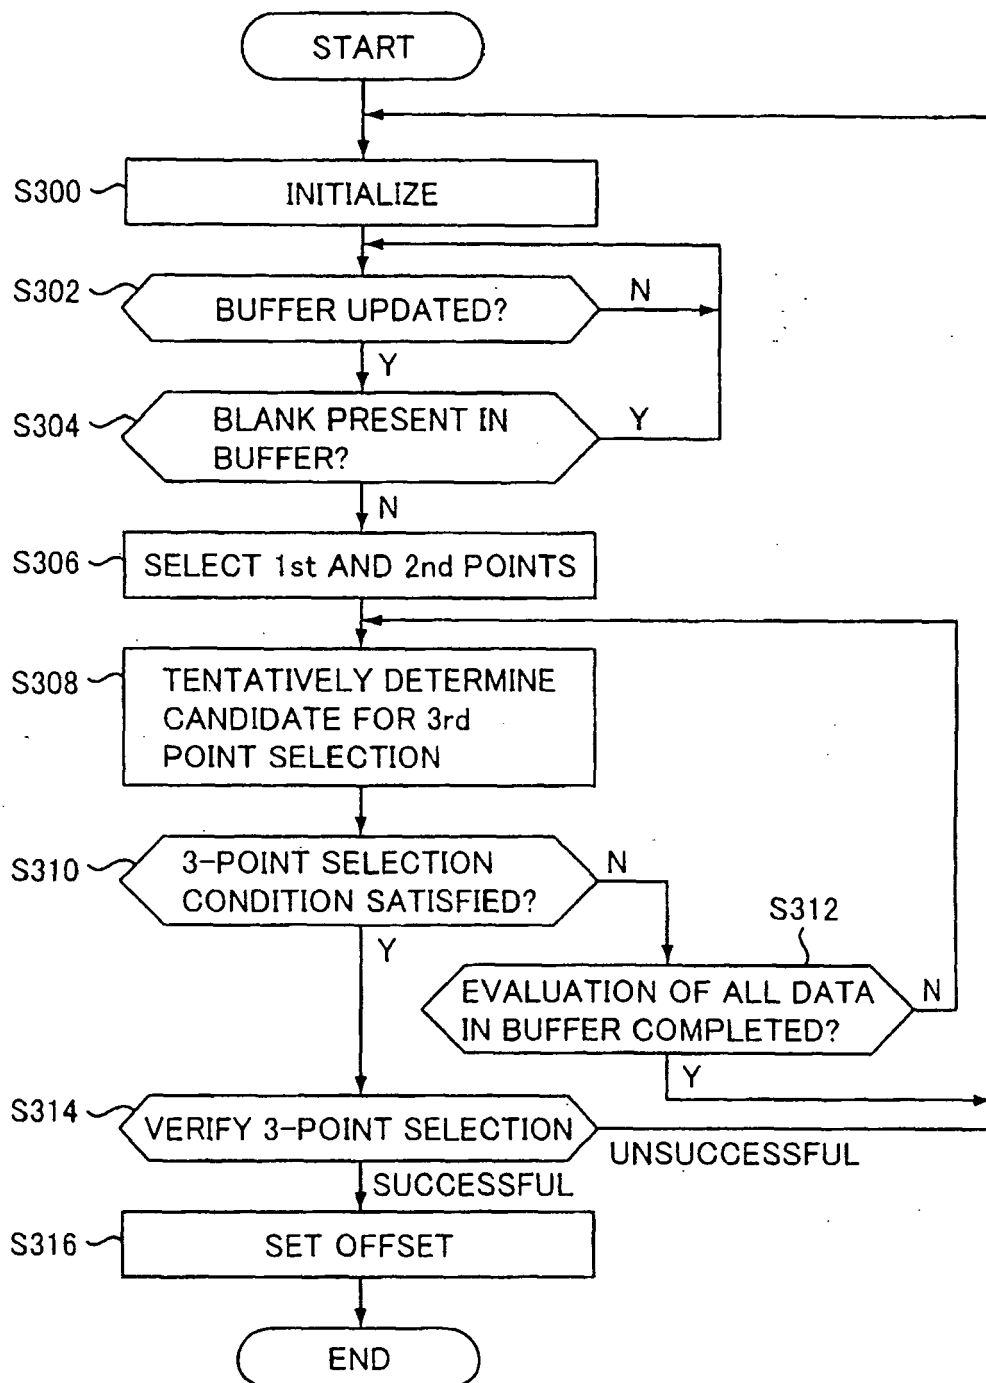 START
S300
INITIALIZE
S302
BUFFER UPDATED?
N
Y
S304
BLANK PRESENT IN
BUFFER?
Y
N
S306
SELECT 1st AND 2nd POINTS
S308
TENTATIVELY DETERMINE
CANDIDATE FOR 3rd
POINT SELECTION
S310
3-POINT SELECTION
CONDITION SATISFIED?
N
Y
S312
EVALUATION OF ALL DATA
IN BUFFER COMPLETED?
N
Y
S314
VERIFY 3-POINT SELECTION
UNSUCCESSFUL
SUCCESSFUL
S316
SET OFFSET
END